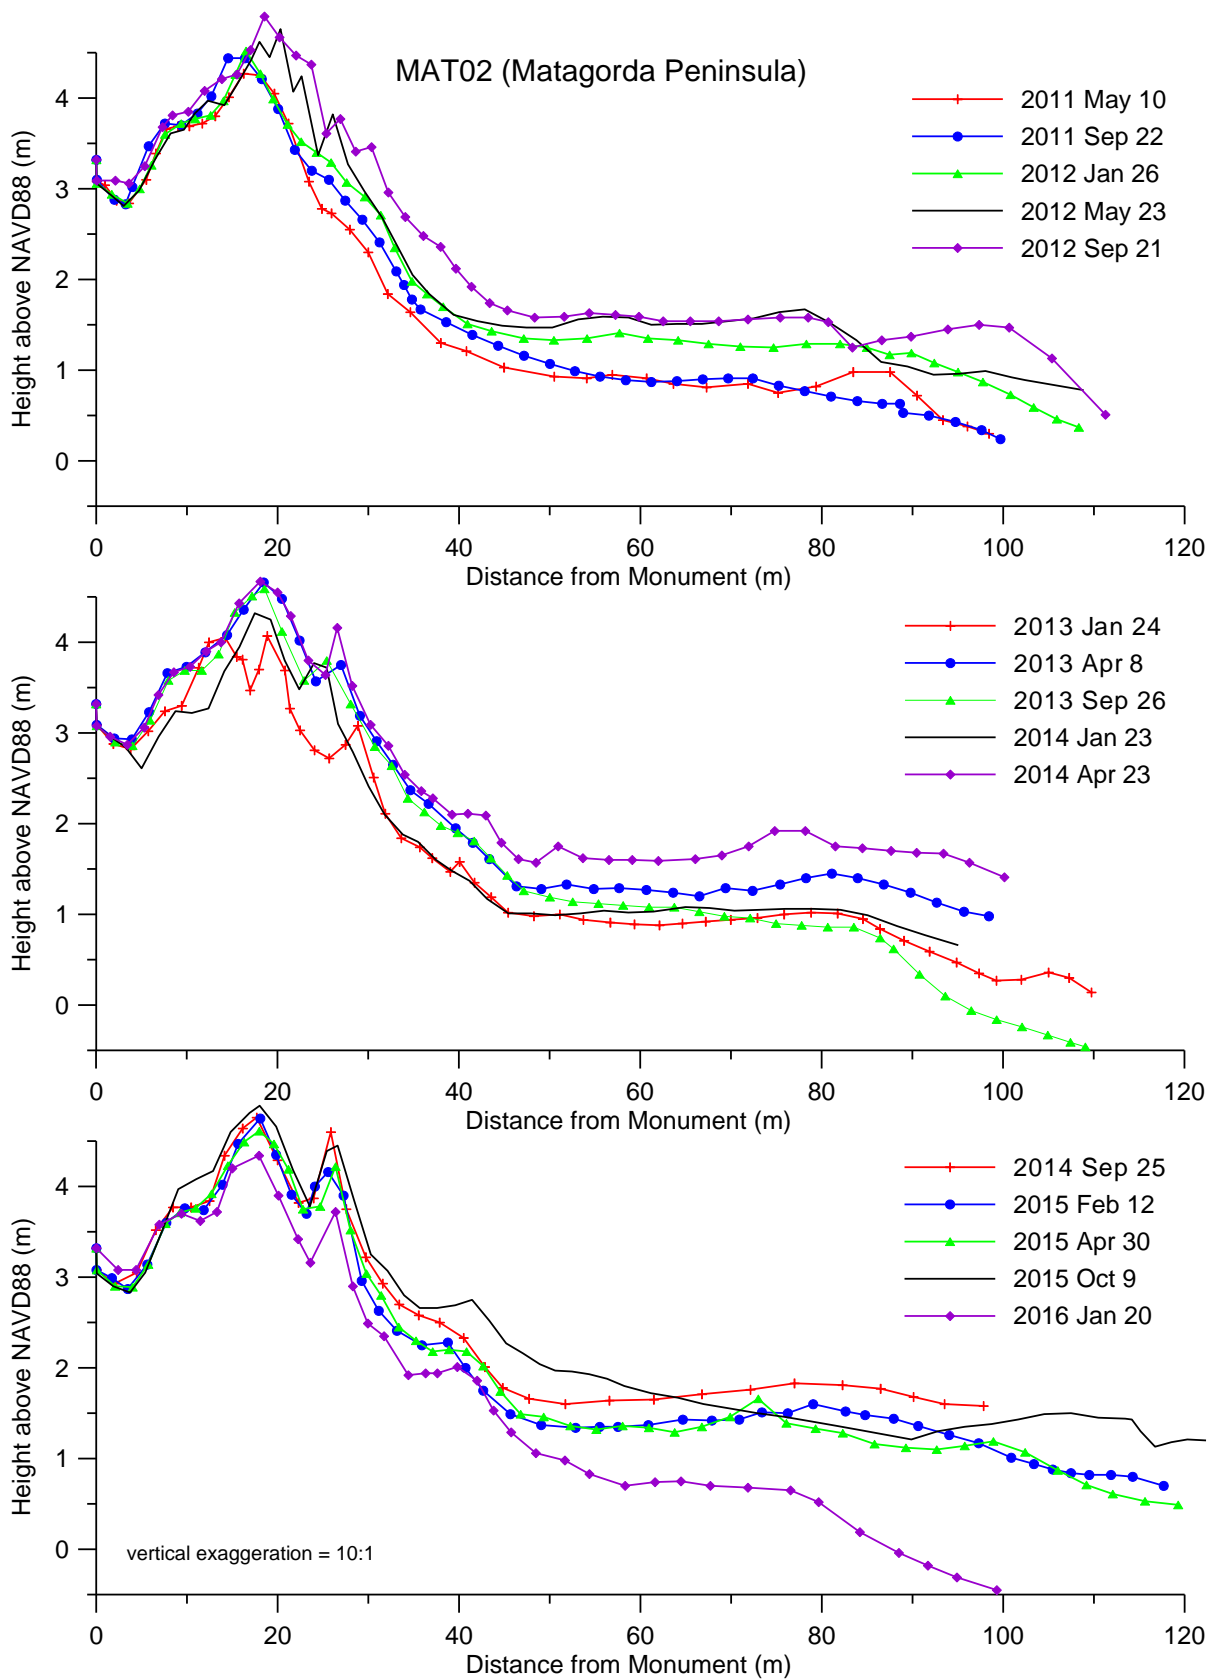 MAT02 (Matagorda Peninsula)
Height above NAVD88 (m)
4
3
2
1
0
2011 May 10
2011 Sep 22
2012 Jan 26
2012 May 23
2012 Sep 21
0 20 40 60 80 100 120
Distance from Monument (m)
Height above NAVD88 (m)
4
3
2
1
0
2013 Jan 24
2013 Apr 8
2013 Sep 26
2014 Jan 23
2014 Apr 23
0 20 40 60 80 100 120
Distance from Monument (m)
Height above NAVD88 (m)
4
3
2
1
0
2014 Sep 25
2015 Feb 12
2015 Apr 30
2015 Oct 9
2016 Jan 20
vertical exaggeration = 10:1
0 20 40 60 80 100 120
Distance from Monument (m)